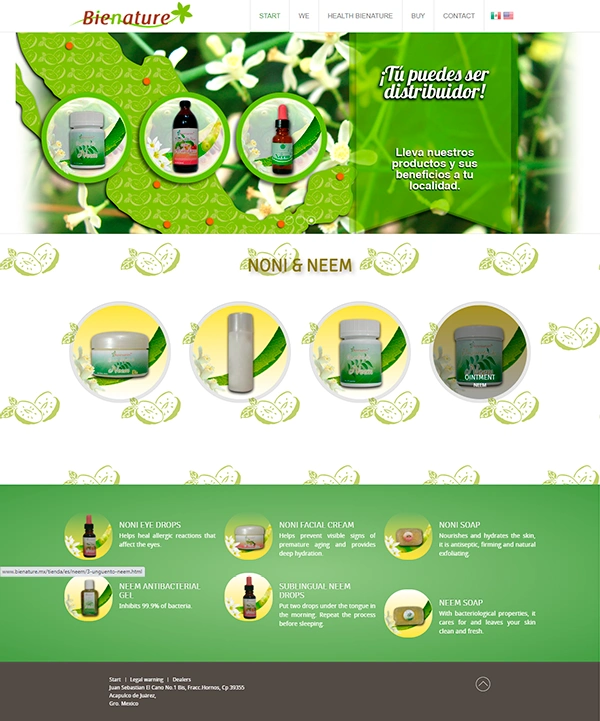 Bienature
START WE HEALTH BIENATURE BUY CONTACT
¡Tú puedes ser
distribuidor!
Lleva nuestros
productos y sus
beneficios a tu
localidad.
NONI & NEEM
OINTMENT
NEEM
NONI EYE DROPS
Helps heal allergic reactions that
affect the eyes.
NONI FACIAL CREAM
Helps prevent visible signs of
premature aging and provides
deep hydration.
NONI SOAP
Nourishes and hydrates the skin,
it is antiseptic, firming and natural
exfoliating.
www.bienature.mx/tienda/es/neem/3-unguento-neem.html
NEEM ANTIBACTERIAL
GEL
Inhibits 99.9% of bacteria.
SUBLINGUAL NEEM
DROPS
Put two drops under the tongue in
the morning. Repeat the process
before sleeping.
NEEM SOAP
With bacteriological properties, it
cares for and leaves your skin
clean and fresh.
Start | Legal warning | Dealers
Juan Sebastian El Cano No.1 Bis, Fracc.Hornos, Cp 39355
Acapulco de Juárez,
Gro. Mexico